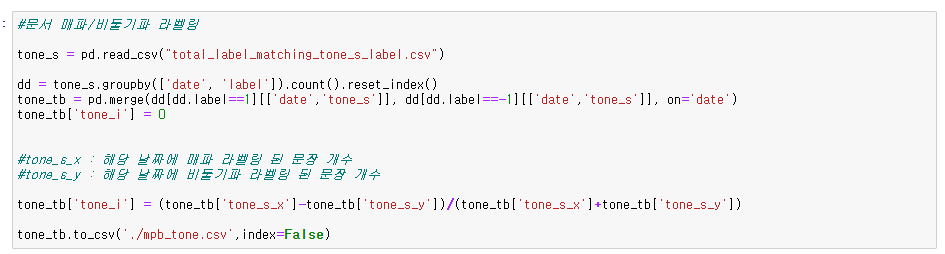 :
#문서 매파/비둘기파 라벨링
tone_s = pd.read_csv("total_label_matching_tone_s_label.csv")
dd = tone_s.groupby(['date', 'label']).count().reset_index()
tone_tb = pd.merge(dd[dd.label==1][['date','tone_s']], dd[dd.label==-1][['date','tone_s']], on='date')
tone_tb['tone_i'] = 0
#tone_s_x : 해당 날짜에 매파 라벨링 된 문장 개수
#tone_s_y : 해당 날짜에 비둘기파 라벨링 된 문장 개수
tone_tb['tone_i'] = (tone_tb['tone_s_x']-tone_tb['tone_s_y'])/(tone_tb['tone_s_x']+tone_tb['tone_s_y'])
tone_tb.to_csv('./mpb_tone.csv',index=False)